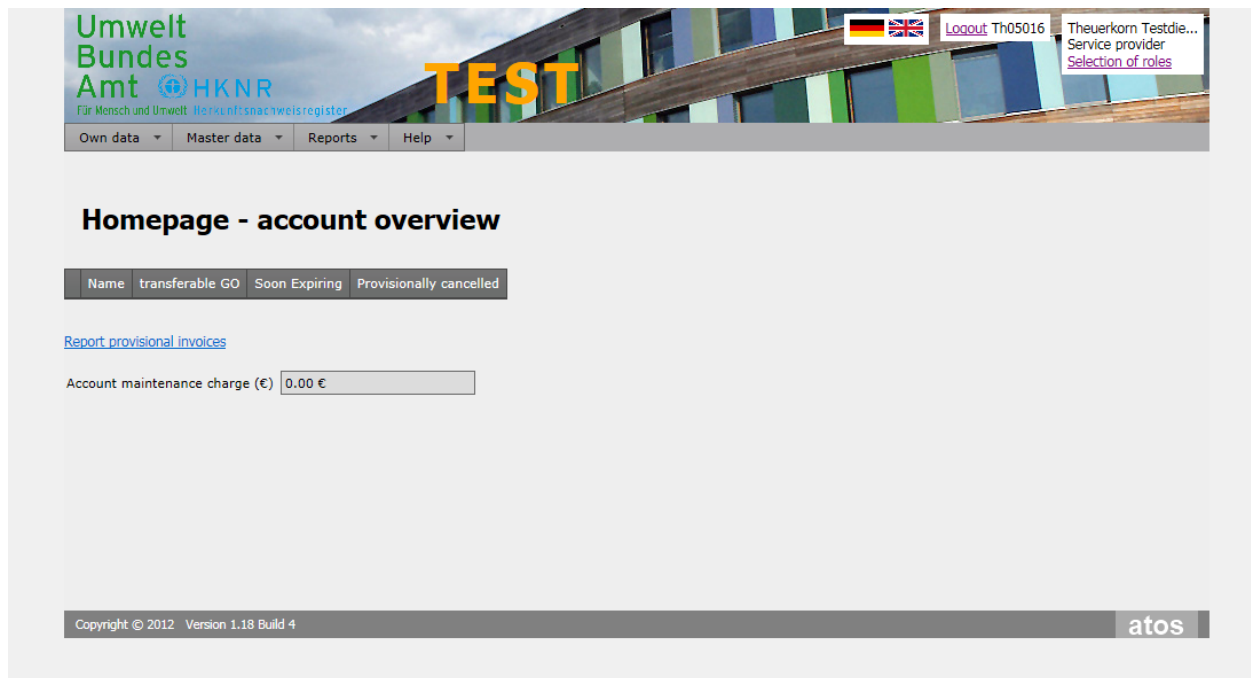 Umwelt
Bundes
Amt HKNR
Für Mensch und Umwelt Herkunftsnachweisregister
TEST
Logout Th05016
Theuerkorn Testdie...
Service provider
Selection of roles
Own data Master data Reports Help
Homepage - account overview
Name transferable GO Soon Expiring Provisionally cancelled
Report provisional invoices
Account maintenance charge (€) 0.00 €
Copyright © 2012 Version 1.18 Build 4
atos